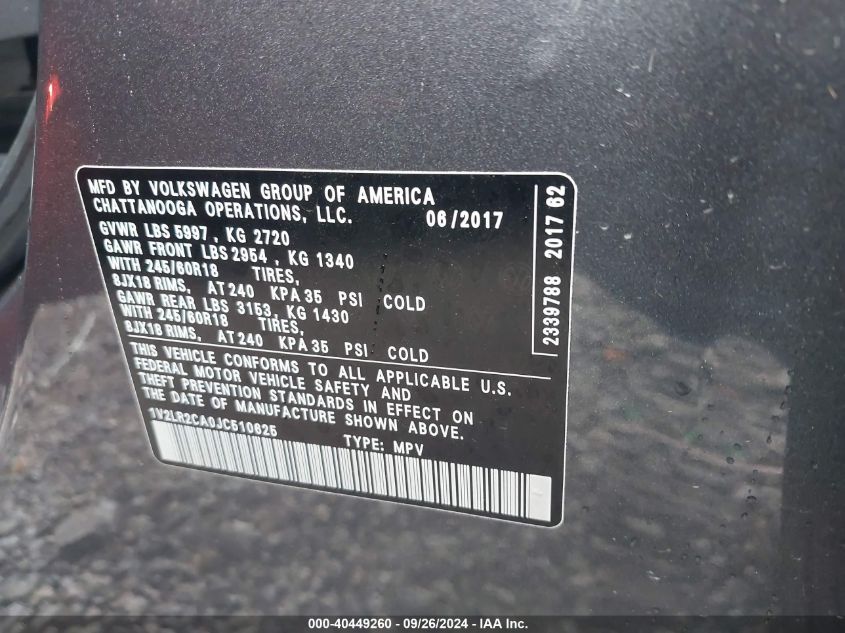 MFD BY VOLKSWAGEN GROUP OF AMERICA
CHATTANOOGA OPERATIONS, LLC. 06/2017
GVWR LBS 5997, KG 2720
GAWR FRONT LBS 2954, KG 1340
WITH 245/60R18 TIRES,
8JX18 RIMS, AT 240 KPA 35 PSI COLD
GAWR REAR LBS 3153, KG 1430
WITH 245/60R18 TIRES,
8JX18 RIMS, AT 240 KPA 35 PSI COLD
THIS VEHICLE CONFORMS TO ALL APPLICABLE U.S.
FEDERAL MOTOR VEHICLE SAFETY AND
THEFT PREVENTION STANDARDS IN EFFECT ON
THE DATE OF MANUFACTURE SHOWN ABOVE.
1V2LR2CA0JC510625
TYPE: MPV
2339788 2017 62
000-40449260 - 09/26/2024 - IAA Inc.